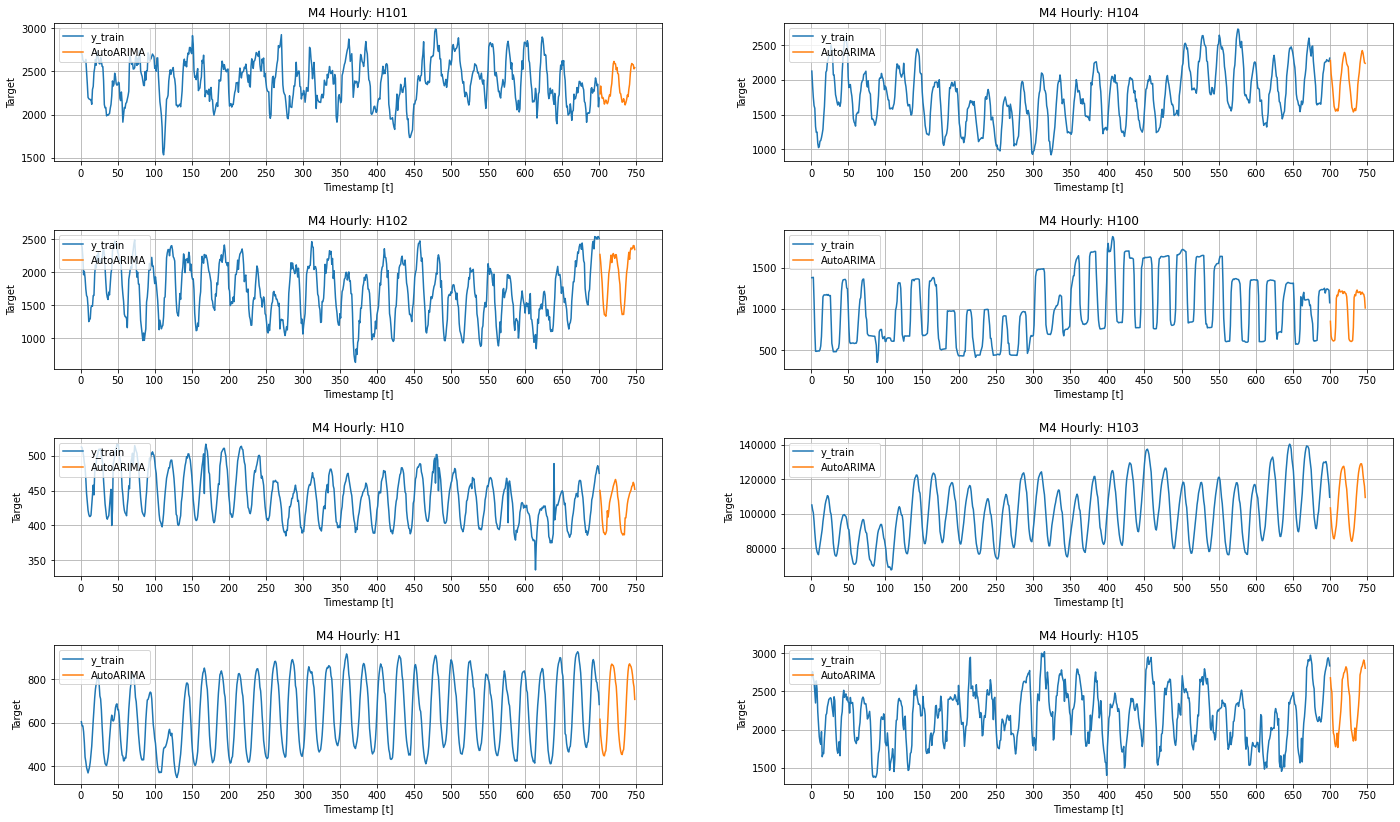 M4 Hourly: H101
y_train
AutoARIMA
Target
3000
2500
2000
1500
0 50 100 150 200 250 300 350 400 450 500 550 600 650 700 750
Timestamp [t]
M4 Hourly: H104
y_train
AutoARIMA
Target
2500
2000
1500
1000
0 50 100 150 200 250 300 350 400 450 500 550 600 650 700 750
Timestamp [t]
M4 Hourly: H102
y_train
AutoARIMA
Target
2500
2000
1500
1000
0 50 100 150 200 250 300 350 400 450 500 550 600 650 700 750
Timestamp [t]
M4 Hourly: H100
y_train
AutoARIMA
Target
1500
1000
500
0 50 100 150 200 250 300 350 400 450 500 550 600 650 700 750
Timestamp [t]
M4 Hourly: H10
y_train
AutoARIMA
Target
500
450
400
350
0 50 100 150 200 250 300 350 400 450 500 550 600 650 700 750
Timestamp [t]
M4 Hourly: H103
y_train
AutoARIMA
Target
140000
120000
100000
80000
0 50 100 150 200 250 300 350 400 450 500 550 600 650 700 750
Timestamp [t]
M4 Hourly: H1
y_train
AutoARIMA
Target
800
600
400
0 50 100 150 200 250 300 350 400 450 500 550 600 650 700 750
Timestamp [t]
M4 Hourly: H105
y_train
AutoARIMA
Target
3000
2500
2000
1500
0 50 100 150 200 250 300 350 400 450 500 550 600 650 700 750
Timestamp [t]